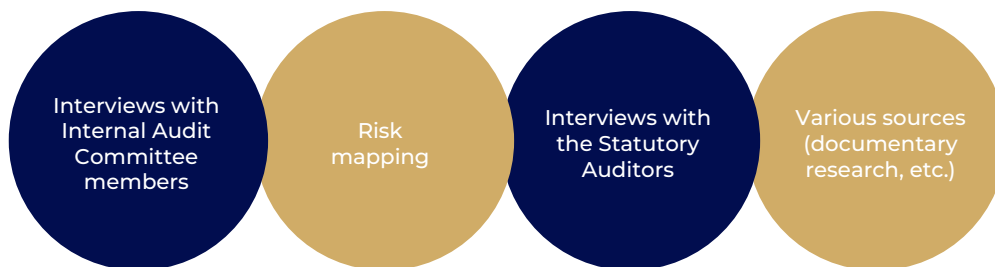 Interviews with
Internal Audit
Committee
members
Risk
mapping
Interviews with
the Statutory
Auditors
Various sources
(documentary
research, etc.)